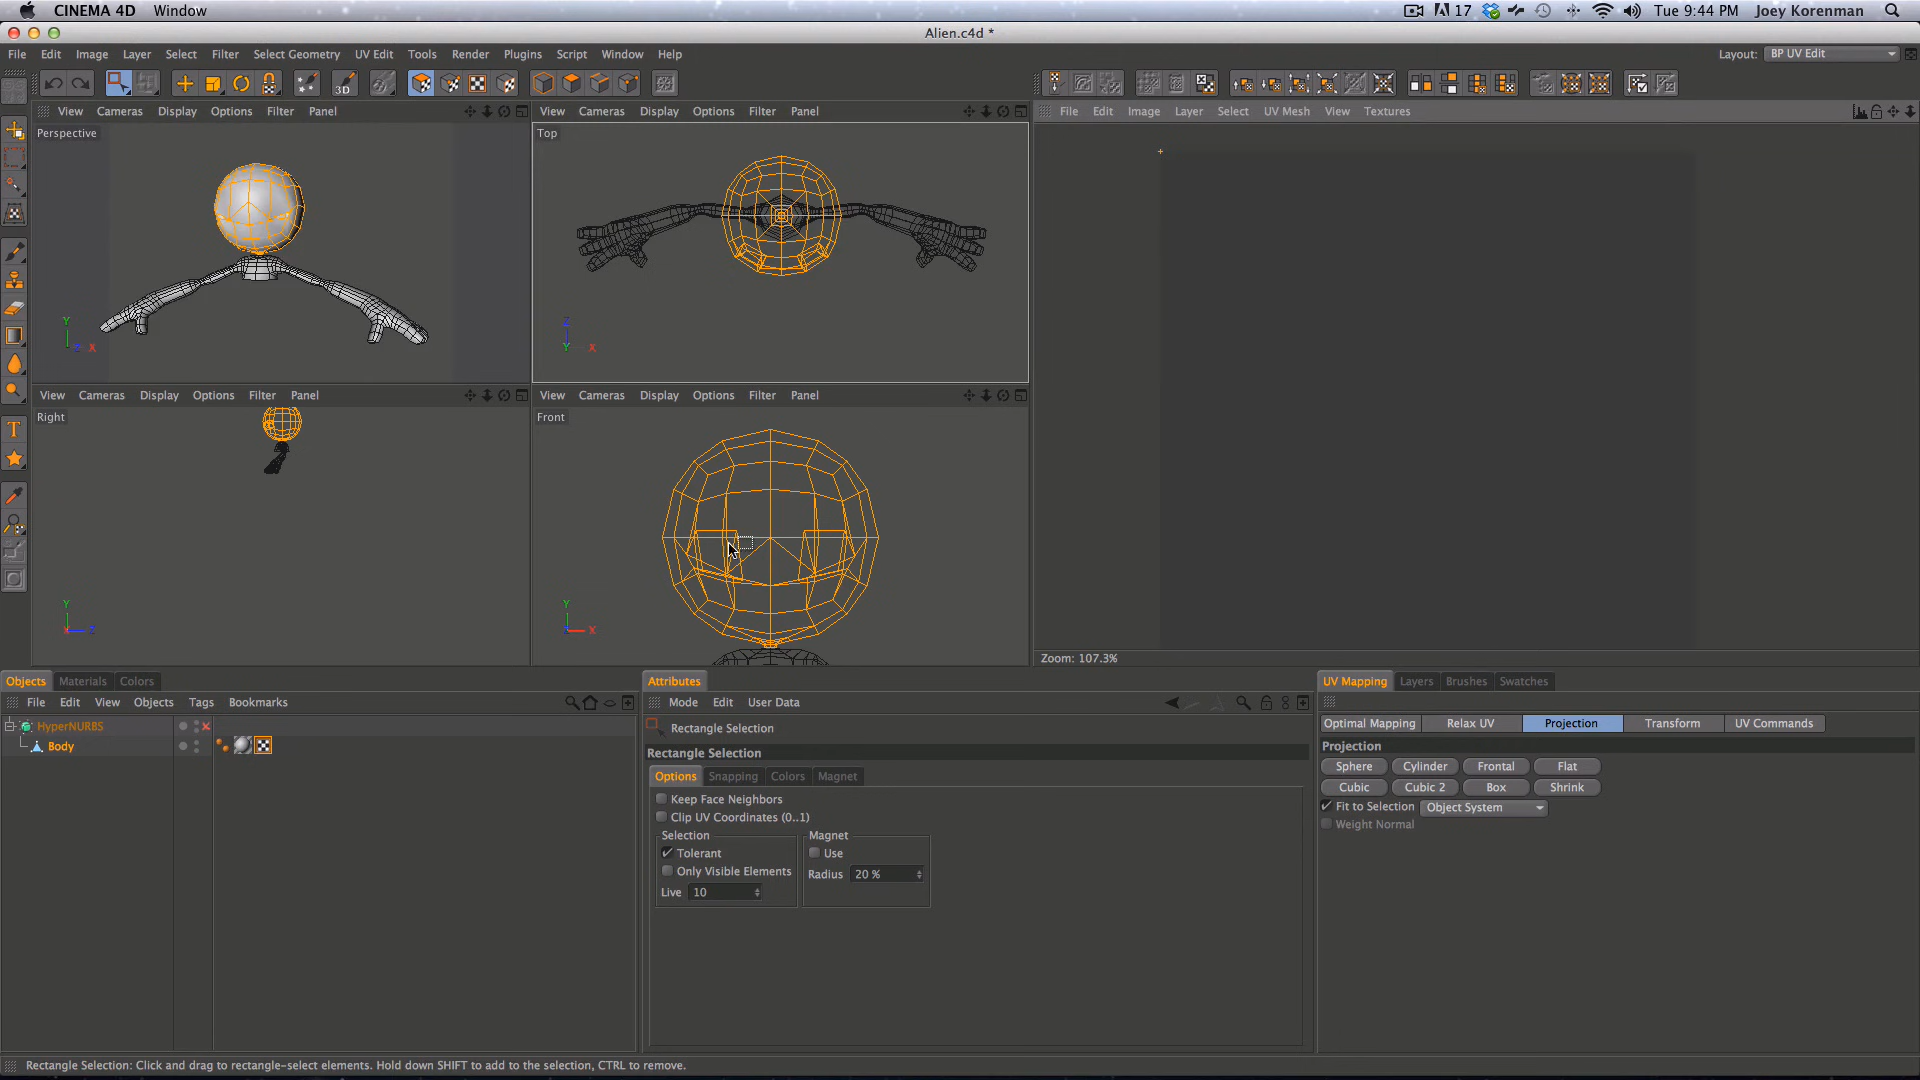 CINEMA 4D Window
17 Tue 9:44 PM Joey Korenman
Alien.c4d *
File Edit Image Layer Select Filter Select Geometry UV Edit Tools Render Plugins Script Window Help
Layout: BP UV Edit
3D
View Cameras Display Options Filter Panel
View Cameras Display Options Filter Panel
File Edit Image Layer Select UV Mesh View Textures
Perspective
Top
Y
Z X
Z
Y X
View Cameras Display Options Filter Panel
View Cameras Display Options Filter Panel
Right
Front
Y
X Z
Y
Z X
Zoom: 107.3%
Objects Materials Colors
File Edit View Objects Tags Bookmarks
HyperNURBS
Body
Attributes
Mode Edit User Data
Rectangle Selection
Rectangle Selection
Options Snapping Colors Magnet
Keep Face Neighbors
Clip UV Coordinates (0..1)
Selection
Tolerant
Only Visible Elements
Live 10
Magnet
Use
Radius 20 %
UV Mapping Layers Brushes Swatches
Optimal Mapping Relax UV Projection Transform UV Commands
Projection
Sphere Cylinder Frontal Flat
Cubic Cubic 2 Box Shrink
Fit to Selection Object System
Weight Normal
Rectangle Selection: Click and drag to rectangle-select elements. Hold down SHIFT to add to the selection, CTRL to remove.